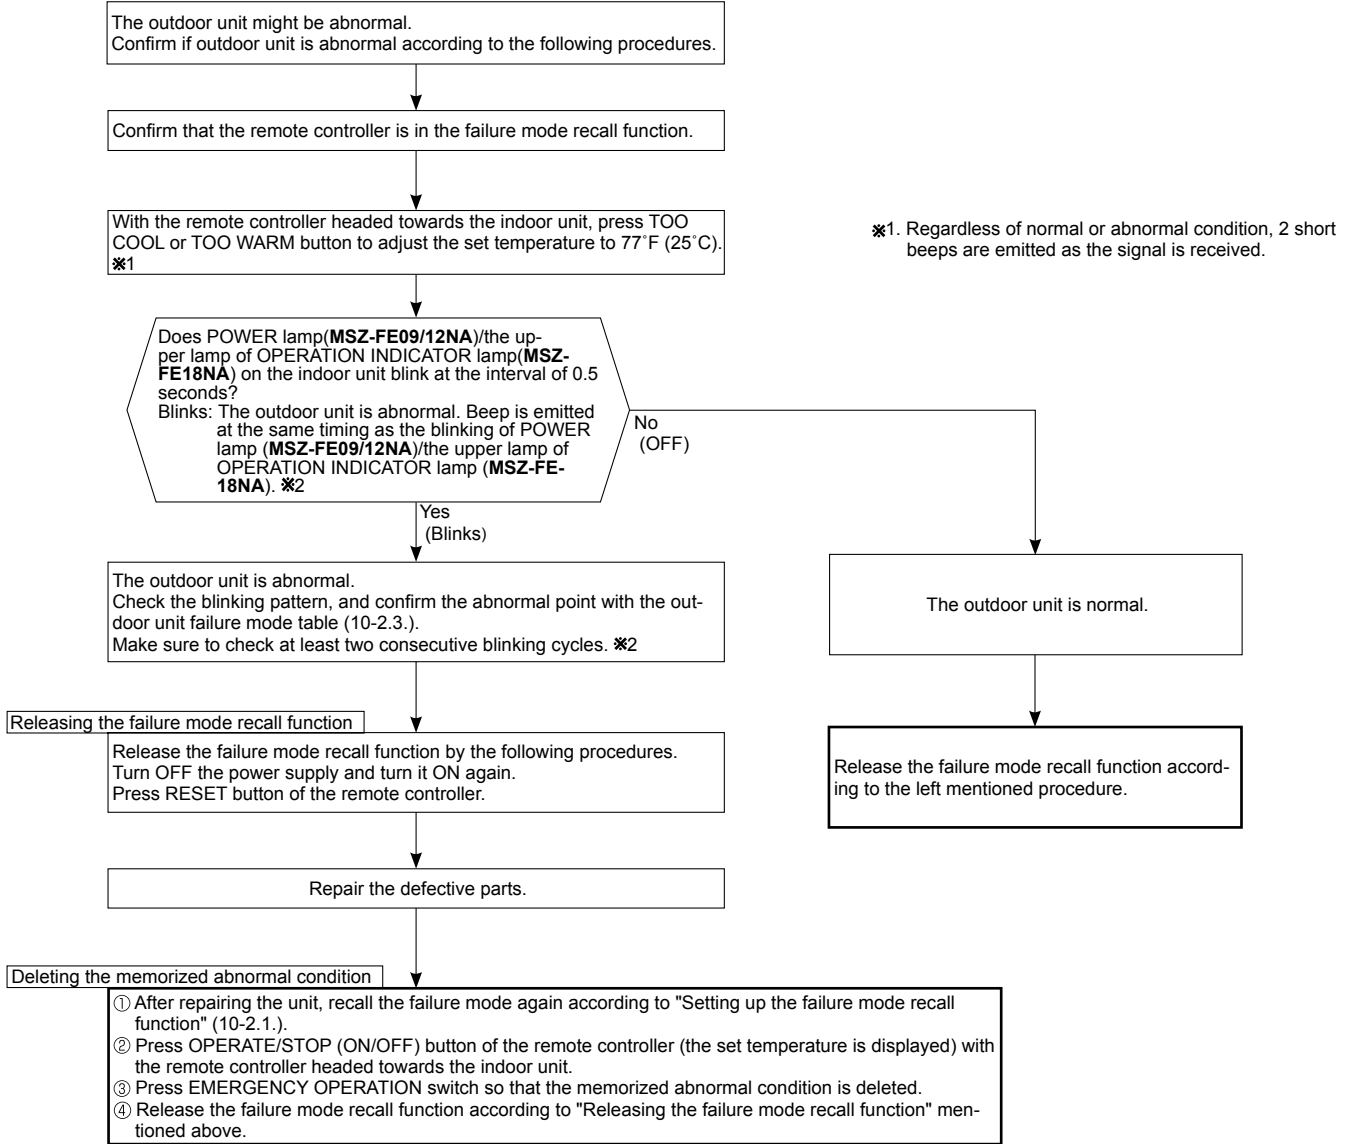 The outdoor unit might be abnormal.
Confirm if outdoor unit is abnormal according to the following procedures.
Confirm that the remote controller is in the failure mode recall function.
With the remote controller headed towards the indoor unit, press TOO
COOL or TOO WARM button to adjust the set temperature to 77˚F (25˚C).
※1
※1. Regardless of normal or abnormal condition, 2 short
beeps are emitted as the signal is received.
Does POWER lamp(MSZ-FE09/12NA)/the up-
per lamp of OPERATION INDICATOR lamp(MSZ-
FE18NA) on the indoor unit blink at the interval of 0.5
seconds?
Blinks: The outdoor unit is abnormal. Beep is emitted
at the same timing as the blinking of POWER
lamp (MSZ-FE09/12NA)/the upper lamp of
OPERATION INDICATOR lamp (MSZ-FE-
18NA). ※2
No
(OFF)
Yes
(Blinks)
The outdoor unit is abnormal.
Check the blinking pattern, and confirm the abnormal point with the out-
door unit failure mode table (10-2.3.).
Make sure to check at least two consecutive blinking cycles. ※2
The outdoor unit is normal.
Releasing the failure mode recall function
Release the failure mode recall function by the following procedures.
Turn OFF the power supply and turn it ON again.
Press RESET button of the remote controller.
Release the failure mode recall function accord-
ing to the left mentioned procedure.
Repair the defective parts.
Deleting the memorized abnormal condition
① After repairing the unit, recall the failure mode again according to "Setting up the failure mode recall
function" (10-2.1.).
② Press OPERATE/STOP (ON/OFF) button of the remote controller (the set temperature is displayed) with
the remote controller headed towards the indoor unit.
③ Press EMERGENCY OPERATION switch so that the memorized abnormal condition is deleted.
④ Release the failure mode recall function according to "Releasing the failure mode recall function" men-
tioned above.